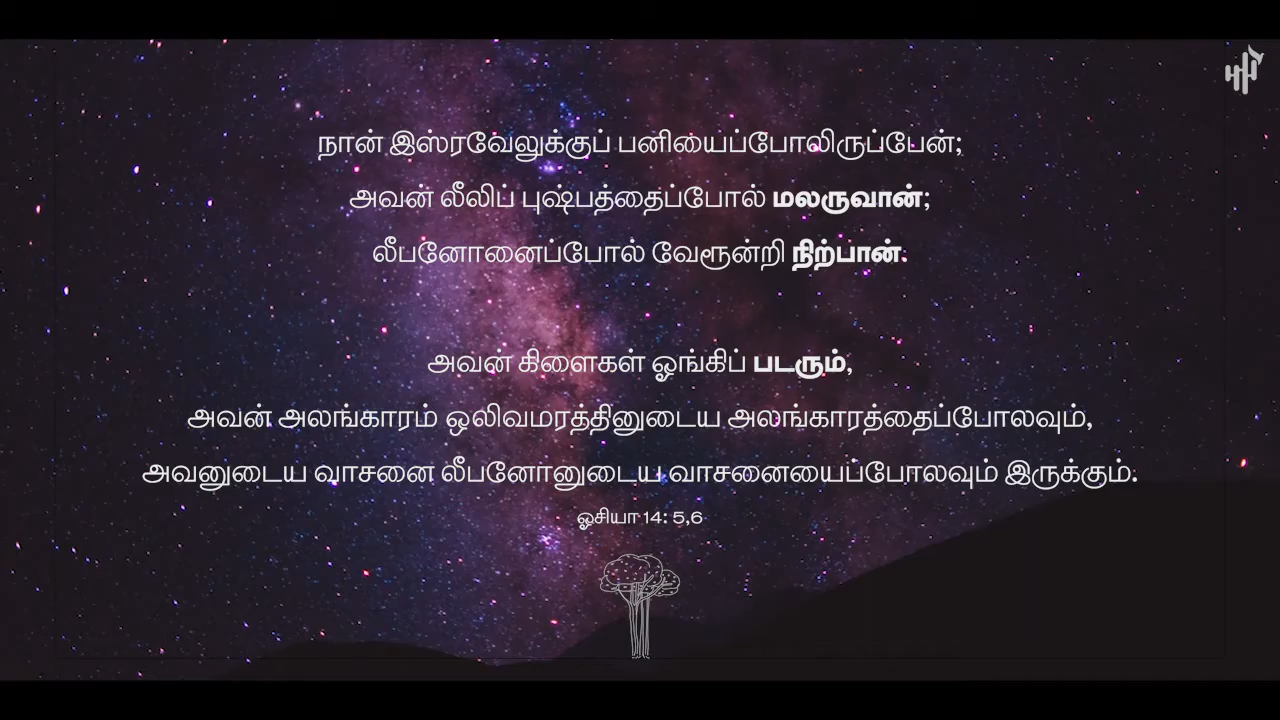 நான் இஸ்ரவேலுக்குப் பனியைப்போலிருப்பேன்;
அவன் லீலிப் புஷ்பத்தைப்போல் மலருவான்;
லீபனோனைப்போல் வேரூன்றி நிற்பான்.
அவன் கிளைகள் ஓங்கிப் படரும்,
அவன் அலங்காரம் ஒலிவமரத்தினுடைய அலங்காரத்தைப்போலவும்,
அவனுடைய வாசனை லீபனோனுடைய வாசனையைப்போலவும் இருக்கும்.
ஓசியா 14: 5,6